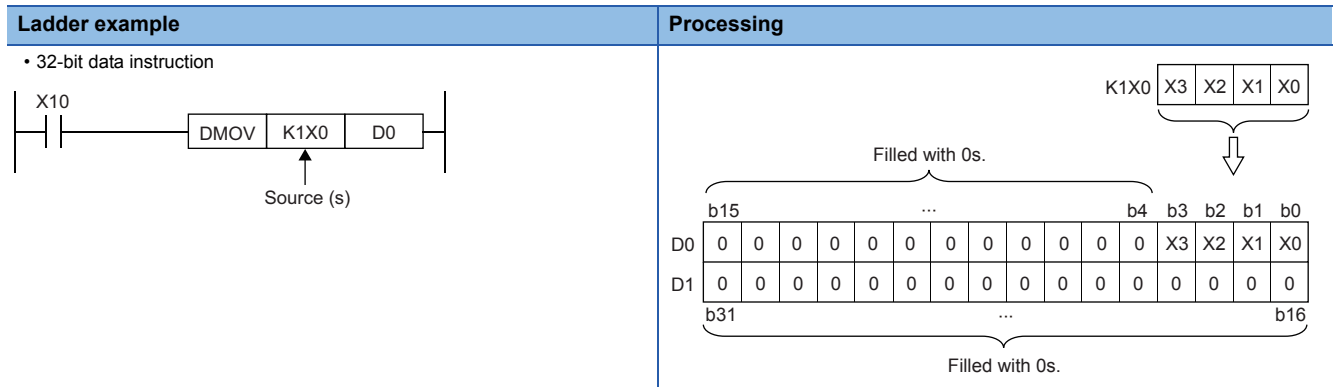 Ladder example
Processing
• 32-bit data instruction
X10
DMOV K1X0 D0
Source (s)
K1X0 X3 X2 X1 X0
Filled with 0s.
b15 ... b4 b3 b2 b1 b0
D0 0 0 0 0 0 0 0 0 0 0 0 0 X3 X2 X1 X0
D1 0 0 0 0 0 0 0 0 0 0 0 0 0 0 0 0
b31 ... b16
Filled with 0s.